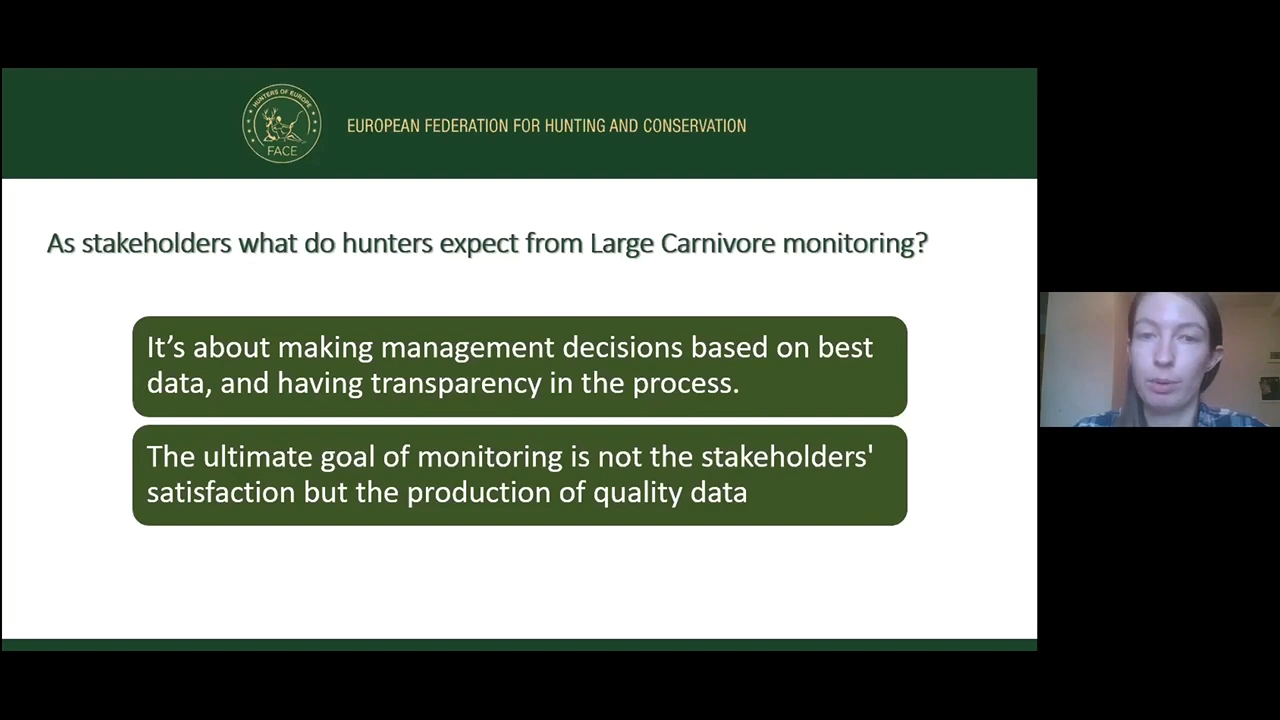 HUNTERS OF EUROPE
FACE
EUROPEAN FEDERATION FOR HUNTING AND CONSERVATION
As stakeholders what do hunters expect from Large Carnivore monitoring?
It’s about making management decisions based on best
data, and having transparency in the process.
The ultimate goal of monitoring is not the stakeholders'
satisfaction but the production of quality data